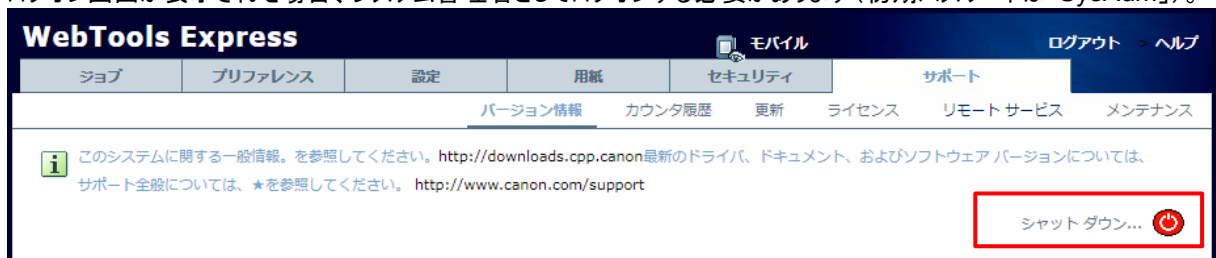 WebTools Express
モバイル
ログアウト > ヘルプ
ジョブ プリファレンス 設定 用紙 セキュリティ サポート
バージョン情報 カウンタ履歴 更新 ライセンス リモート サービス メンテナンス
このシステムに関する一般情報。を参照してください。http://downloads.cpp.canon最新のドライバ、ドキュメント、およびソフトウェア バージョンについては、
サポート全般については、★を参照してください。 http://www.canon.com/support
シャット ダウン...